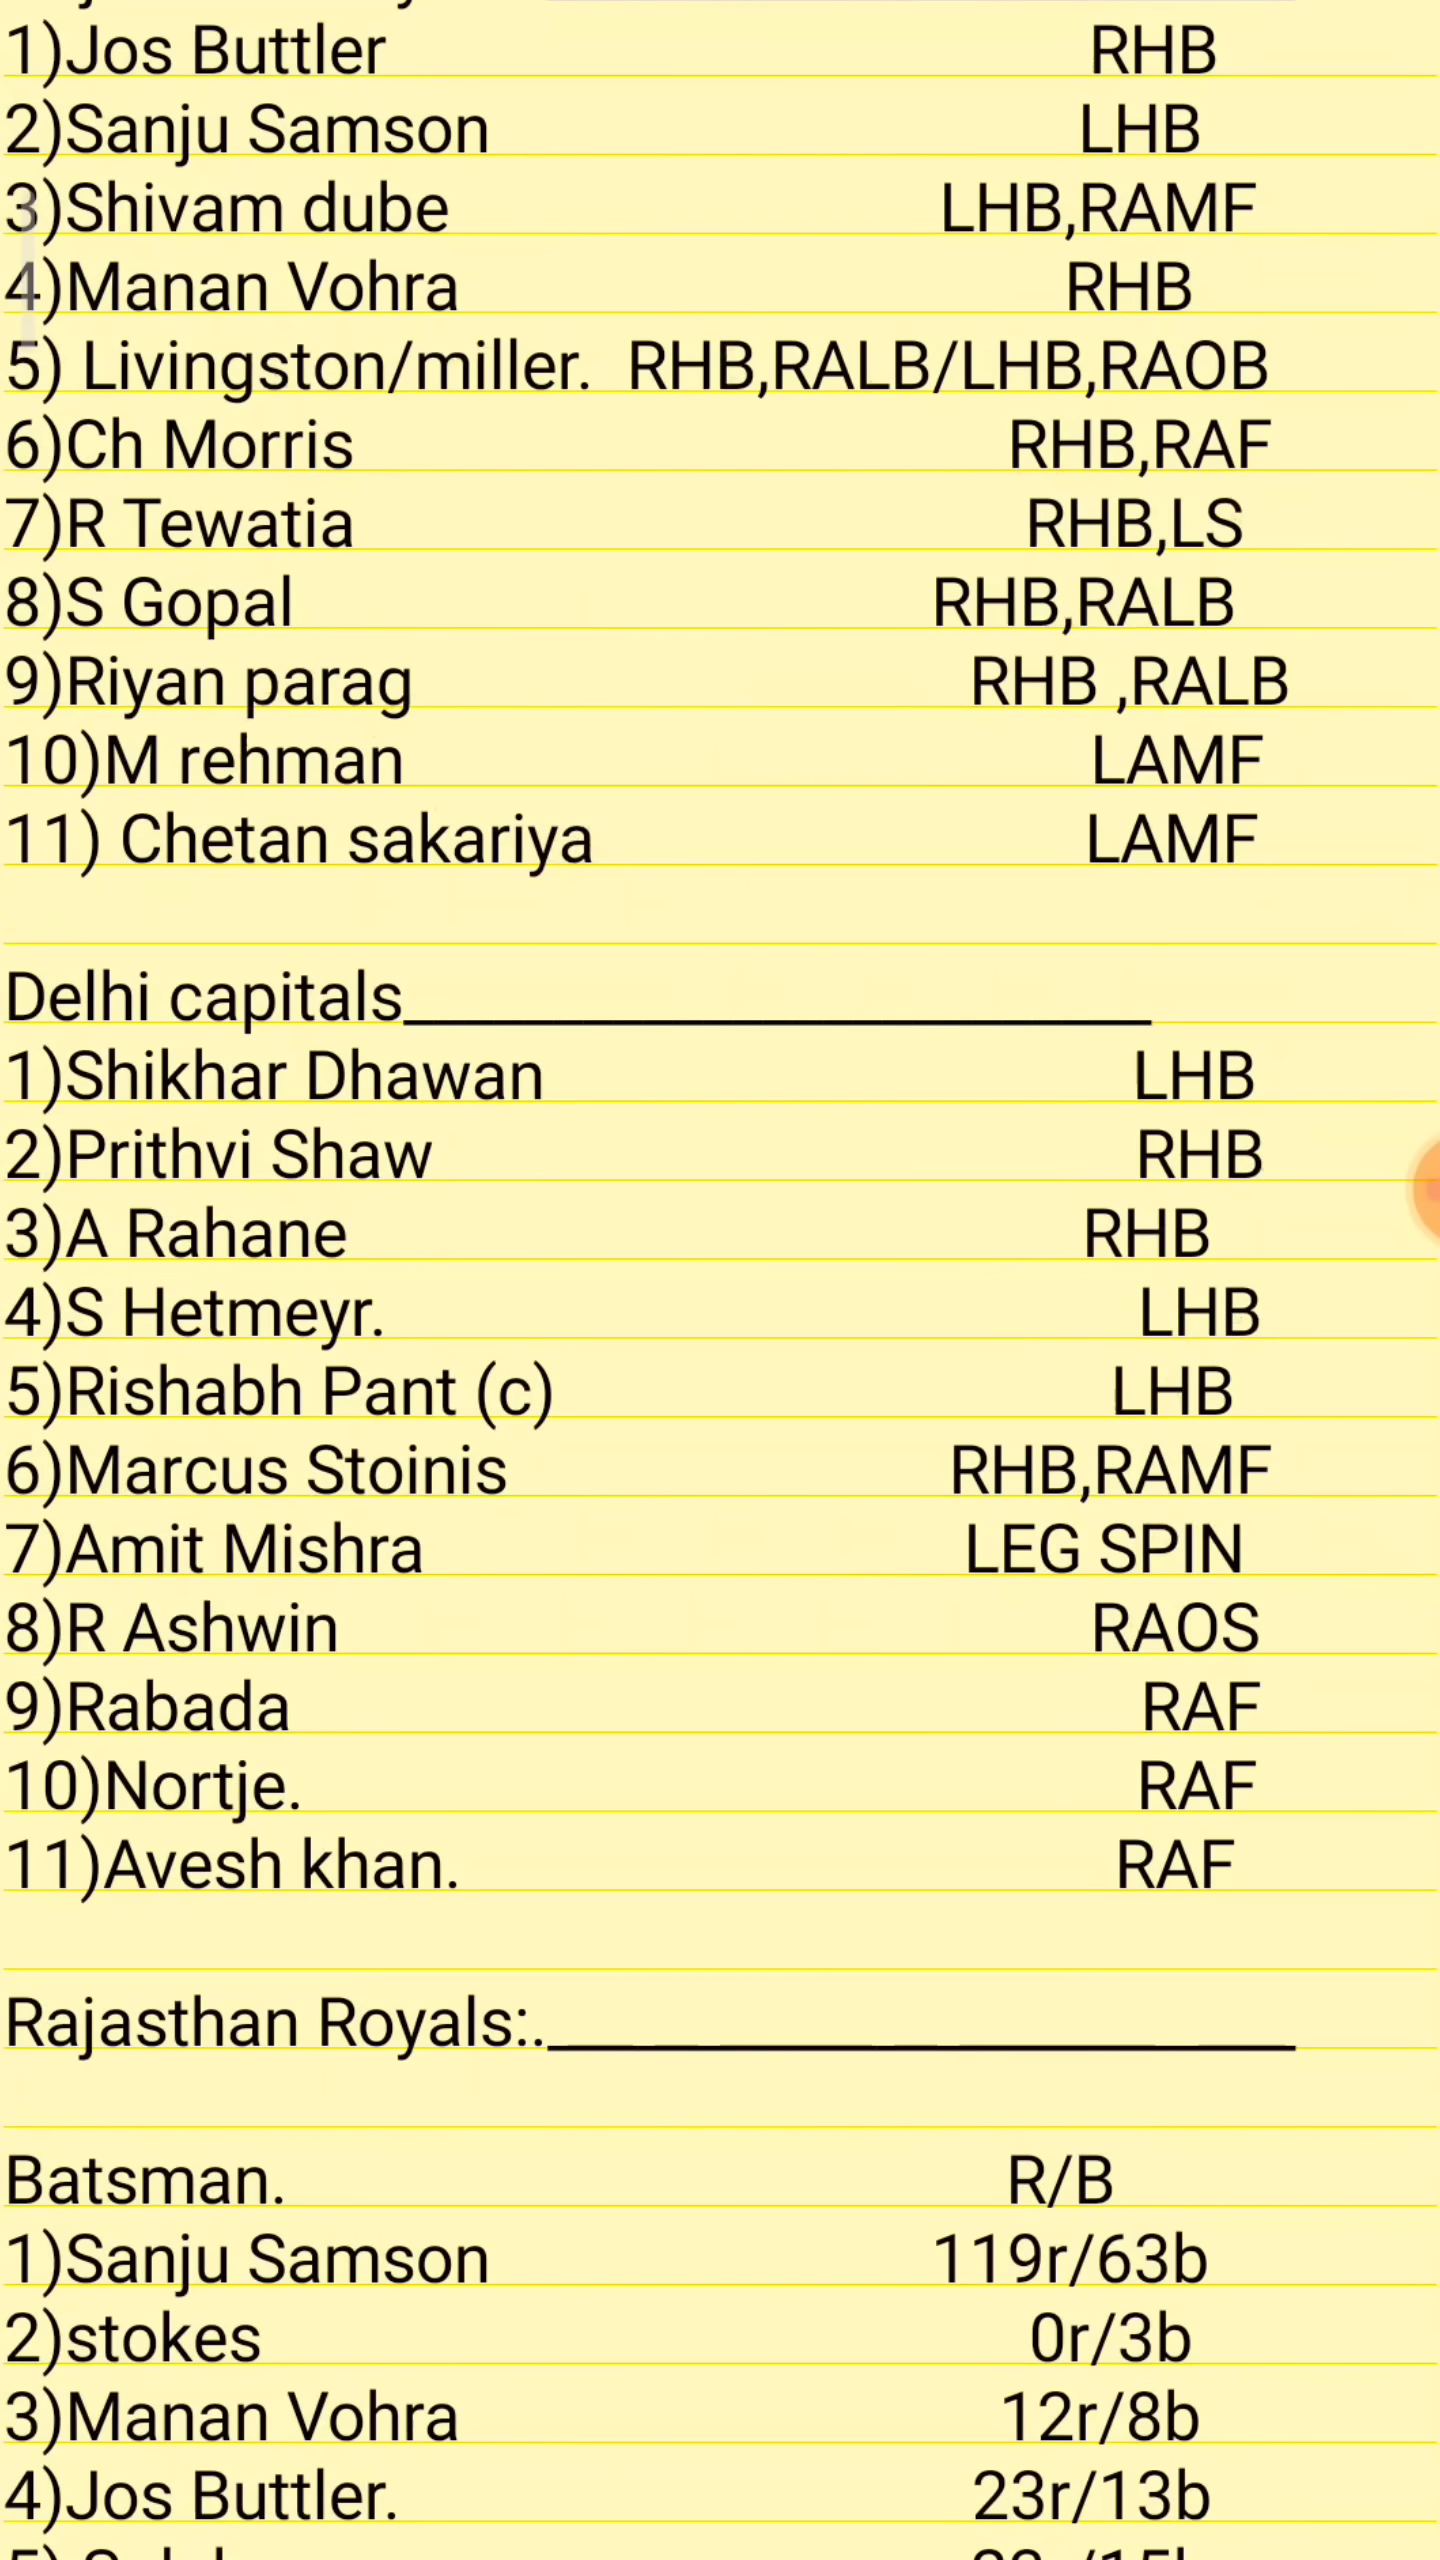 1)Jos Buttler RHB
2)Sanju Samson LHB
3)Shivam dube LHB,RAMF
4)Manan Vohra RHB
5) Livingston/miller. RHB,RALB/LHB,RAOB
6)Ch Morris RHB,RAF
7)R Tewatia RHB,LS
8)S Gopal RHB,RALB
9)Riyan parag RHB ,RALB
10)M rehman LAMF
11) Chetan sakariya LAMF
Delhi capitals___________________________
1)Shikhar Dhawan LHB
2)Prithvi Shaw RHB
3)A Rahane RHB
4)S Hetmeyr. LHB
5)Rishabh Pant (c) LHB
6)Marcus Stoinis RHB,RAMF
7)Amit Mishra LEG SPIN
8)R Ashwin RAOS
9)Rabada RAF
10)Nortje. RAF
11)Avesh khan. RAF
Rajasthan Royals:.___________________________
Batsman. R/B
1)Sanju Samson 119r/63b
2)stokes 0r/3b
3)Manan Vohra 12r/8b
4)Jos Buttler. 23r/13b